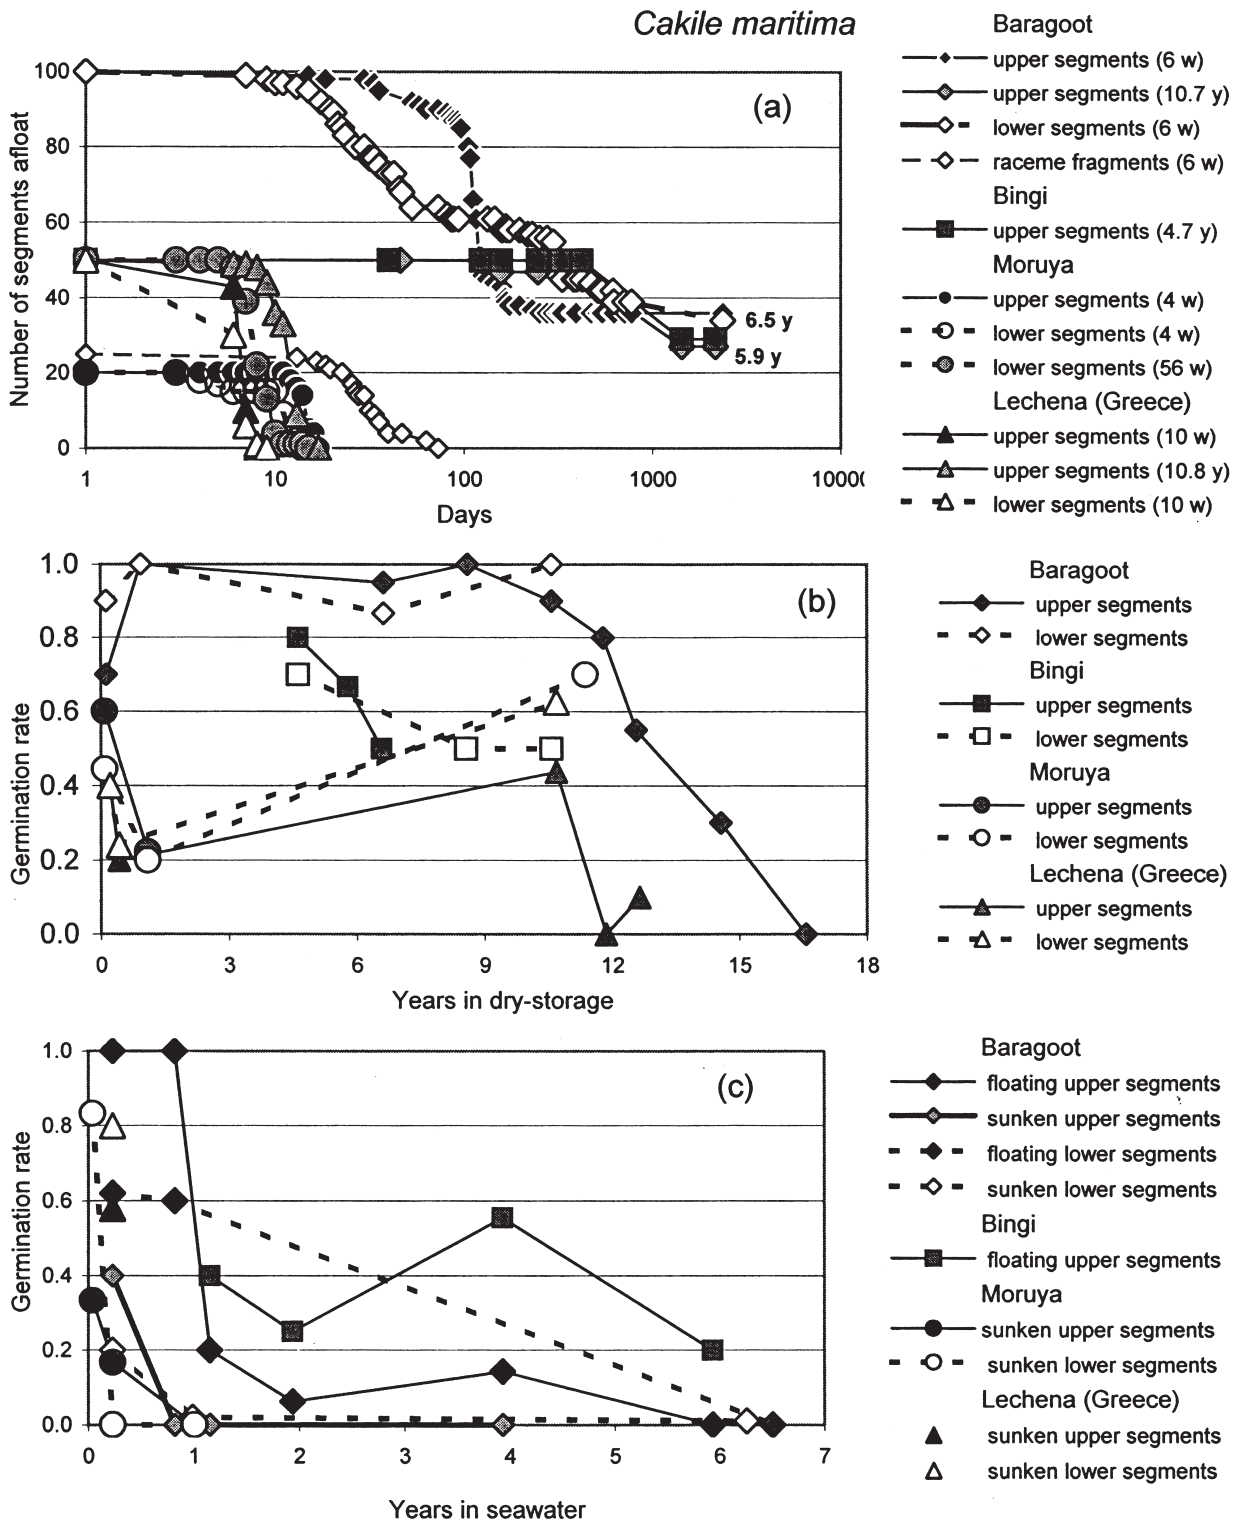 Cakile maritima
(a)
Number of segments afloat
100
80
60
40
20
0
1
10
100
1000
1000(
Days
6.5 y
5.9 y
Baragoot
upper segments (6 w)
upper segments (10.7 y)
lower segments (6 w)
raceme fragments (6 w)
Bingi
upper segments (4.7 y)
Moruya
upper segments (4 w)
lower segments (4 w)
lower segments (56 w)
Lechena (Greece)
upper segments (10 w)
upper segments (10.8 y)
lower segments (10 w)
(b)
Germination rate
1.0
0.8
0.6
0.4
0.2
0.0
0
3
6
9
12
15
18
Years in dry-storage
Baragoot
upper segments
lower segments
Bingi
upper segments
lower segments
Moruya
upper segments
lower segments
Lechena (Greece)
upper segments
lower segments
(c)
Germination rate
1.0
0.8
0.6
0.4
0.2
0.0
0
1
2
3
4
5
6
7
Years in seawater
Baragoot
floating upper segments
sunken upper segments
floating lower segments
sunken lower segments
Bingi
floating upper segments
Moruya
sunken upper segments
sunken lower segments
Lechena (Greece)
sunken upper segments
sunken lower segments